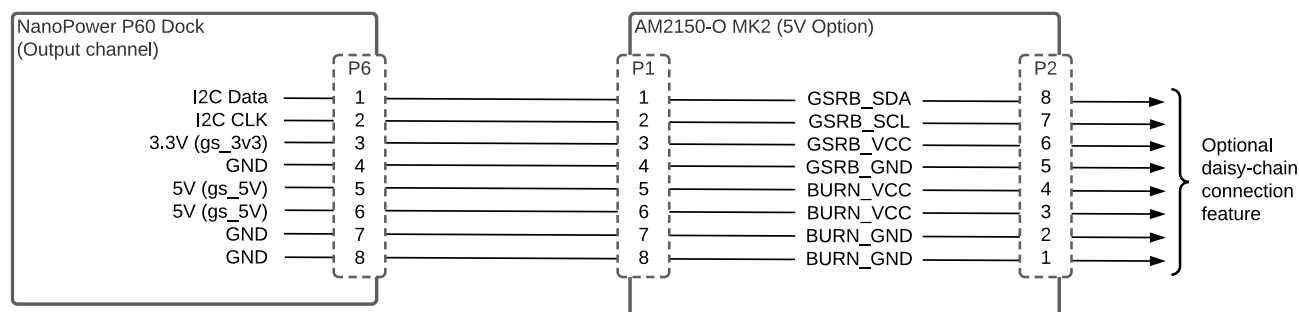 NanoPower P60 Dock
(Output channel)
AM2150-O MK2 (5V Option)
P6
P1
P2
I2C Data 1 1 GSRB_SDA 8
I2C CLK 2 2 GSRB_SCL 7
3.3V (gs_3v3) 3 3 GSRB_VCC 6
GND 4 4 GSRB_GND 5
5V (gs_5V) 5 5 BURN_VCC 4
5V (gs_5V) 6 6 BURN_VCC 3
GND 7 7 BURN_GND 2
GND 8 8 BURN_GND 1
Optional
daisy-chain
connection
feature